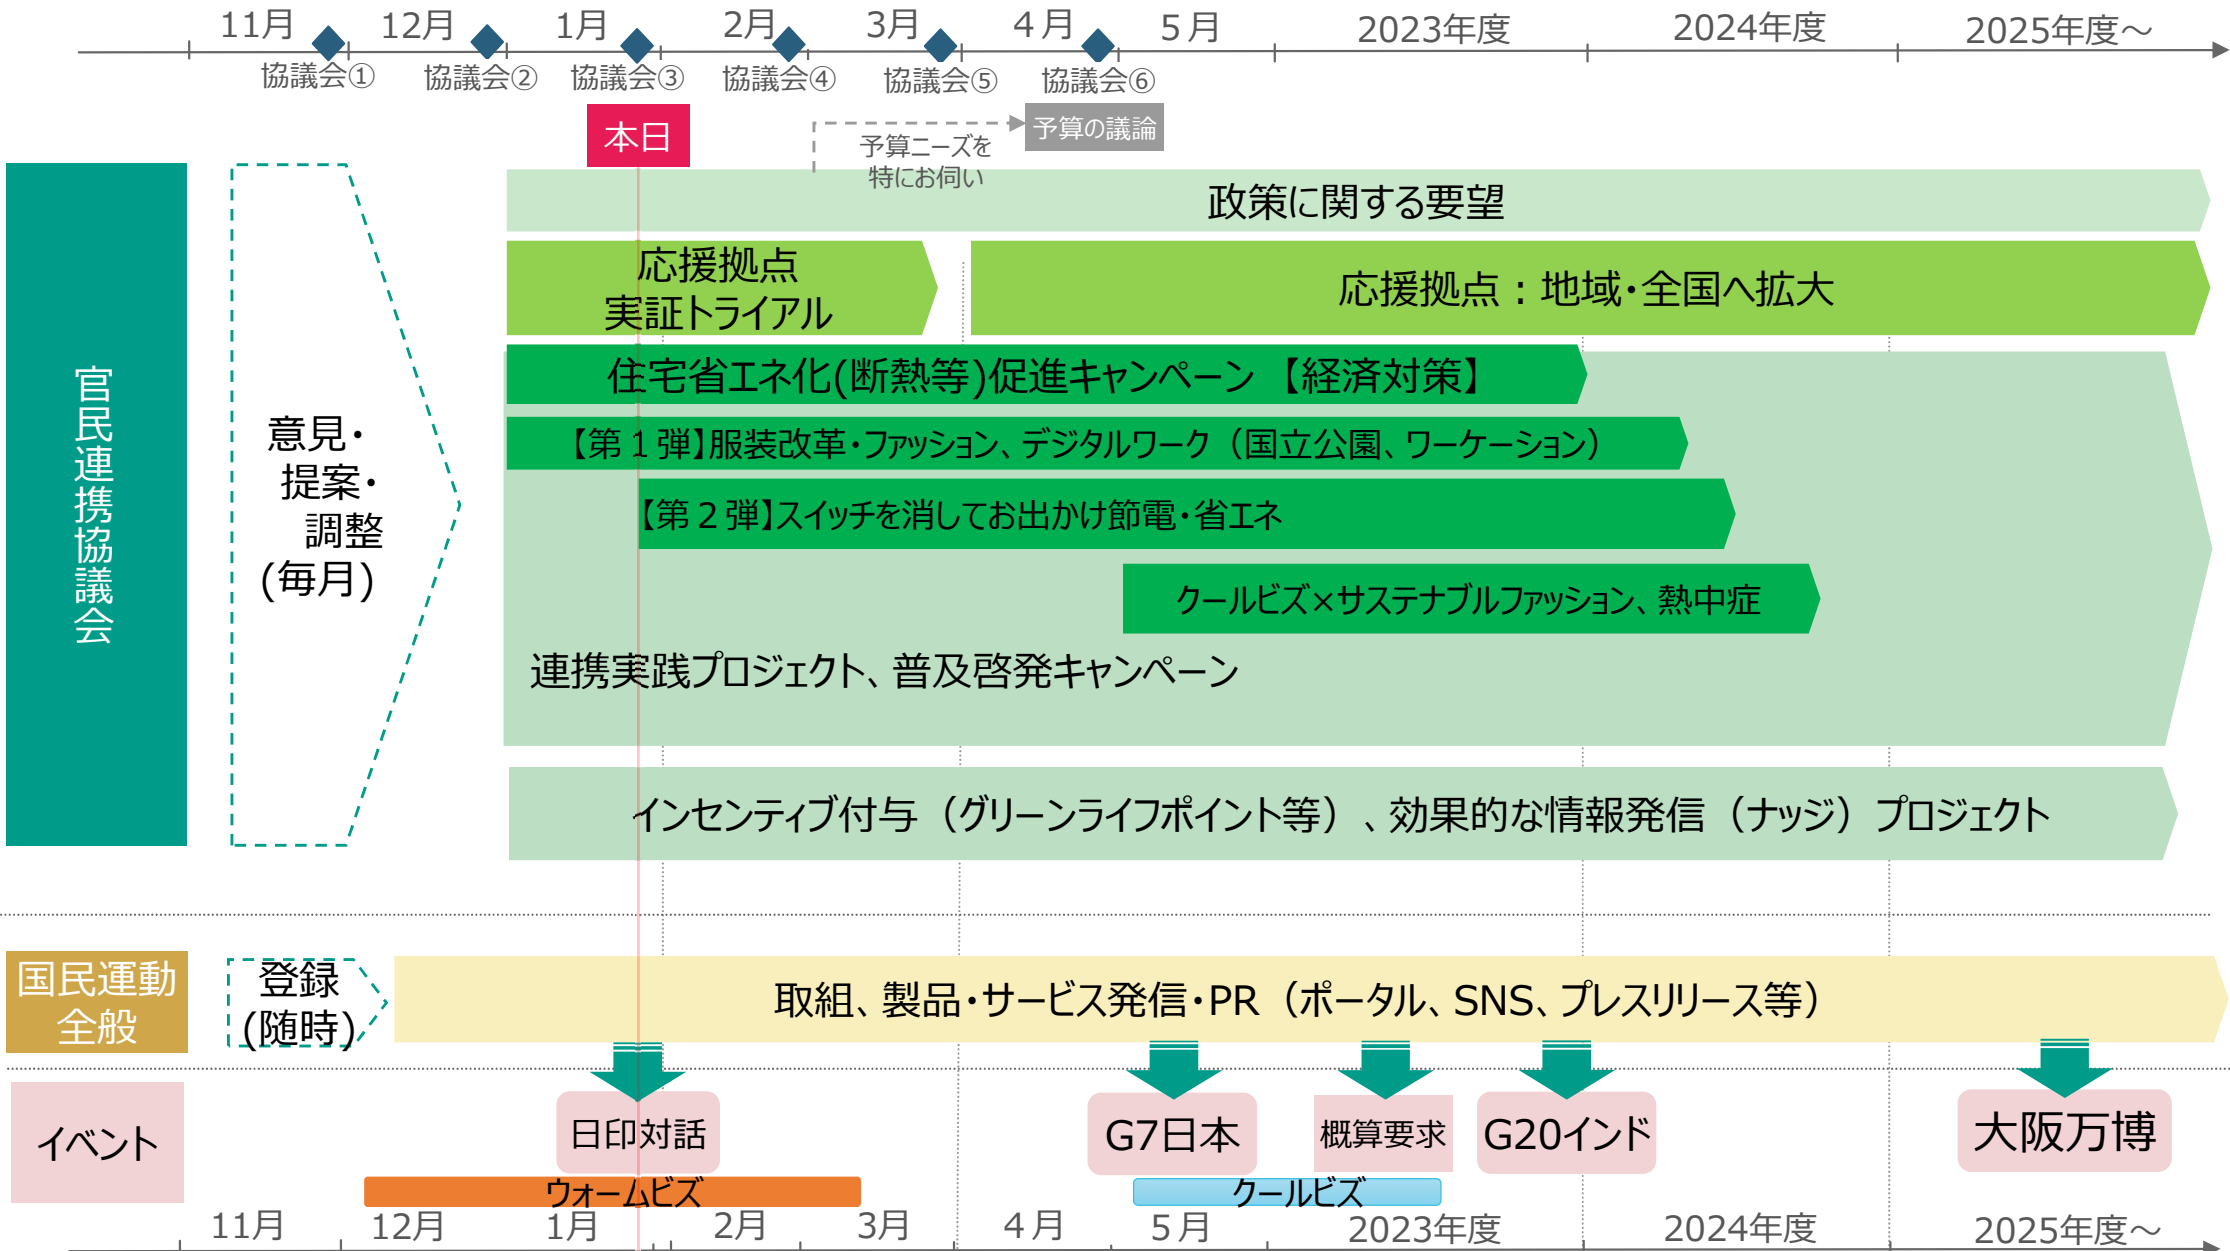 11月 12月 1月 2月 3月 4月 5月 2023年度 2024年度 2025年度～
協議会① 協議会② 協議会③ 協議会④ 協議会⑤ 協議会⑥
本日
予算ニーズを
特にお伺い
予算の議論
官民連携協議会
意見・
提案・
調整
(毎月)
政策に関する要望
応援拠点
実証トライアル
応援拠点：地域・全国へ拡大
住宅省エネ化(断熱等)促進キャンペーン 【経済対策】
【第１弾】服装改革・ファッション、デジタルワーク（国立公園、ワーケーション）
【第２弾】スイッチを消してお出かけ節電・省エネ
クールビズ×サステナブルファッション、熱中症
連携実践プロジェクト、普及啓発キャンペーン
インセンティブ付与（グリーンライフポイント等）、効果的な情報発信（ナッジ）プロジェクト
国民運動
全般
登録
(随時)
取組、製品・サービス発信・PR（ポータル、SNS、プレスリリース等）
イベント
日印対話
G7日本
概算要求
G20インド
大阪万博
ウォームビズ
クールビズ
11月 12月 1月 2月 3月 4月 5月 2023年度 2024年度 2025年度～